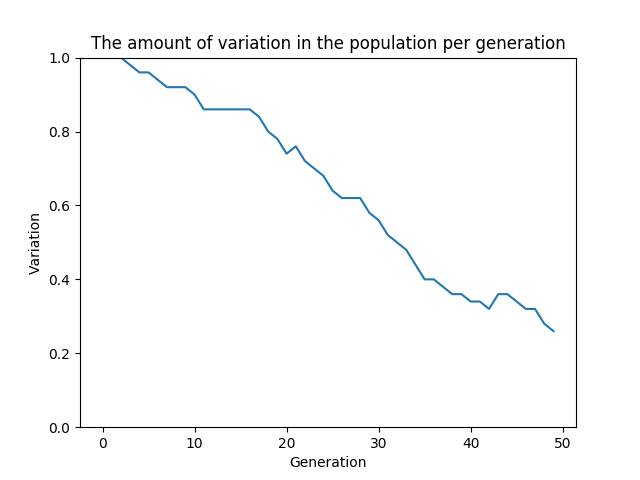 The amount of variation in the population per generation
1.0
0.8
0.6
0.4
0.2
0.0
Variation
0 10 20 30 40 50
Generation